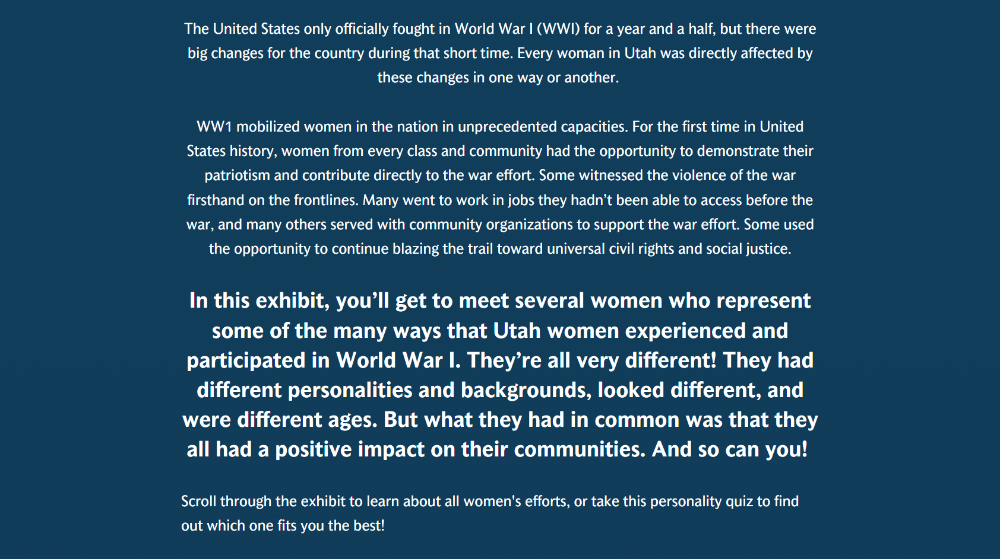 The United States only officially fought in World War I (WWI) for a year and a half, but there were
big changes for the country during that short time. Every woman in Utah was directly affected by
these changes in one way or another.
WW1 mobilized women in the nation in unprecedented capacities. For the first time in United
States history, women from every class and community had the opportunity to demonstrate their
patriotism and contribute directly to the war effort. Some witnessed the violence of the war
firsthand on the frontlines. Many went to work in jobs they hadn’t been able to access before the
war, and many others served with community organizations to support the war effort. Some used
the opportunity to continue blazing the trail toward universal civil rights and social justice.
In this exhibit, you’ll get to meet several women who represent
some of the many ways that Utah women experienced and
participated in World War I. They’re all very different! They had
different personalities and backgrounds, looked different, and
were different ages. But what they had in common was that they
all had a positive impact on their communities. And so can you!
Scroll through the exhibit to learn about all women's efforts, or take this personality quiz to find
out which one fits you the best!